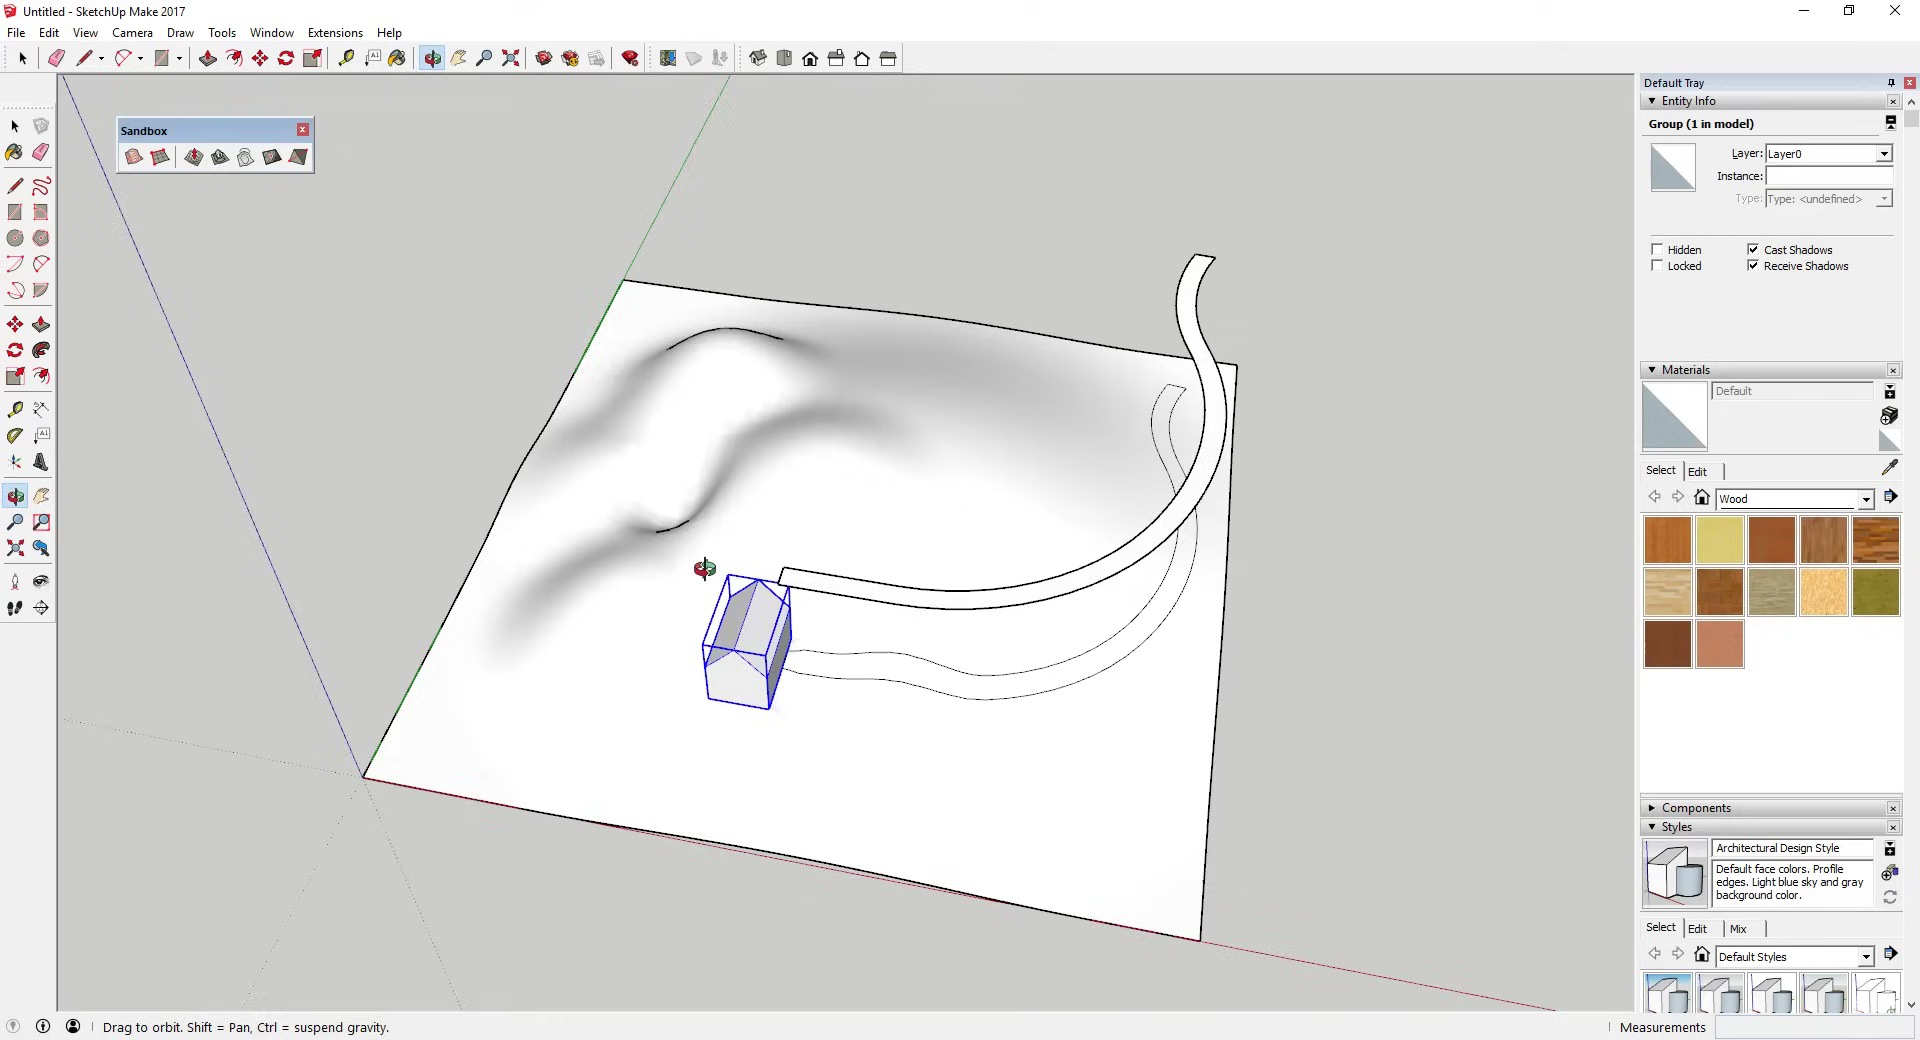 Untitled - SketchUp Make 2017
File Edit View Camera Draw Tools Window Extensions Help
Default Tray
Entity Info
Group (1 in model)
Layer: Layer0
Instance:
Type: Type: <undefined>
Hidden Cast Shadows
Locked Receive Shadows
Sandbox
Materials
Default
Select Edit
Wood
Components
Styles
Architectural Design Style
Default face colors. Profile
edges. Light blue sky and gray
background color.
Select Edit Mix
Default Styles
Drag to orbit. Shift = Pan, Ctrl = suspend gravity.
Measurements